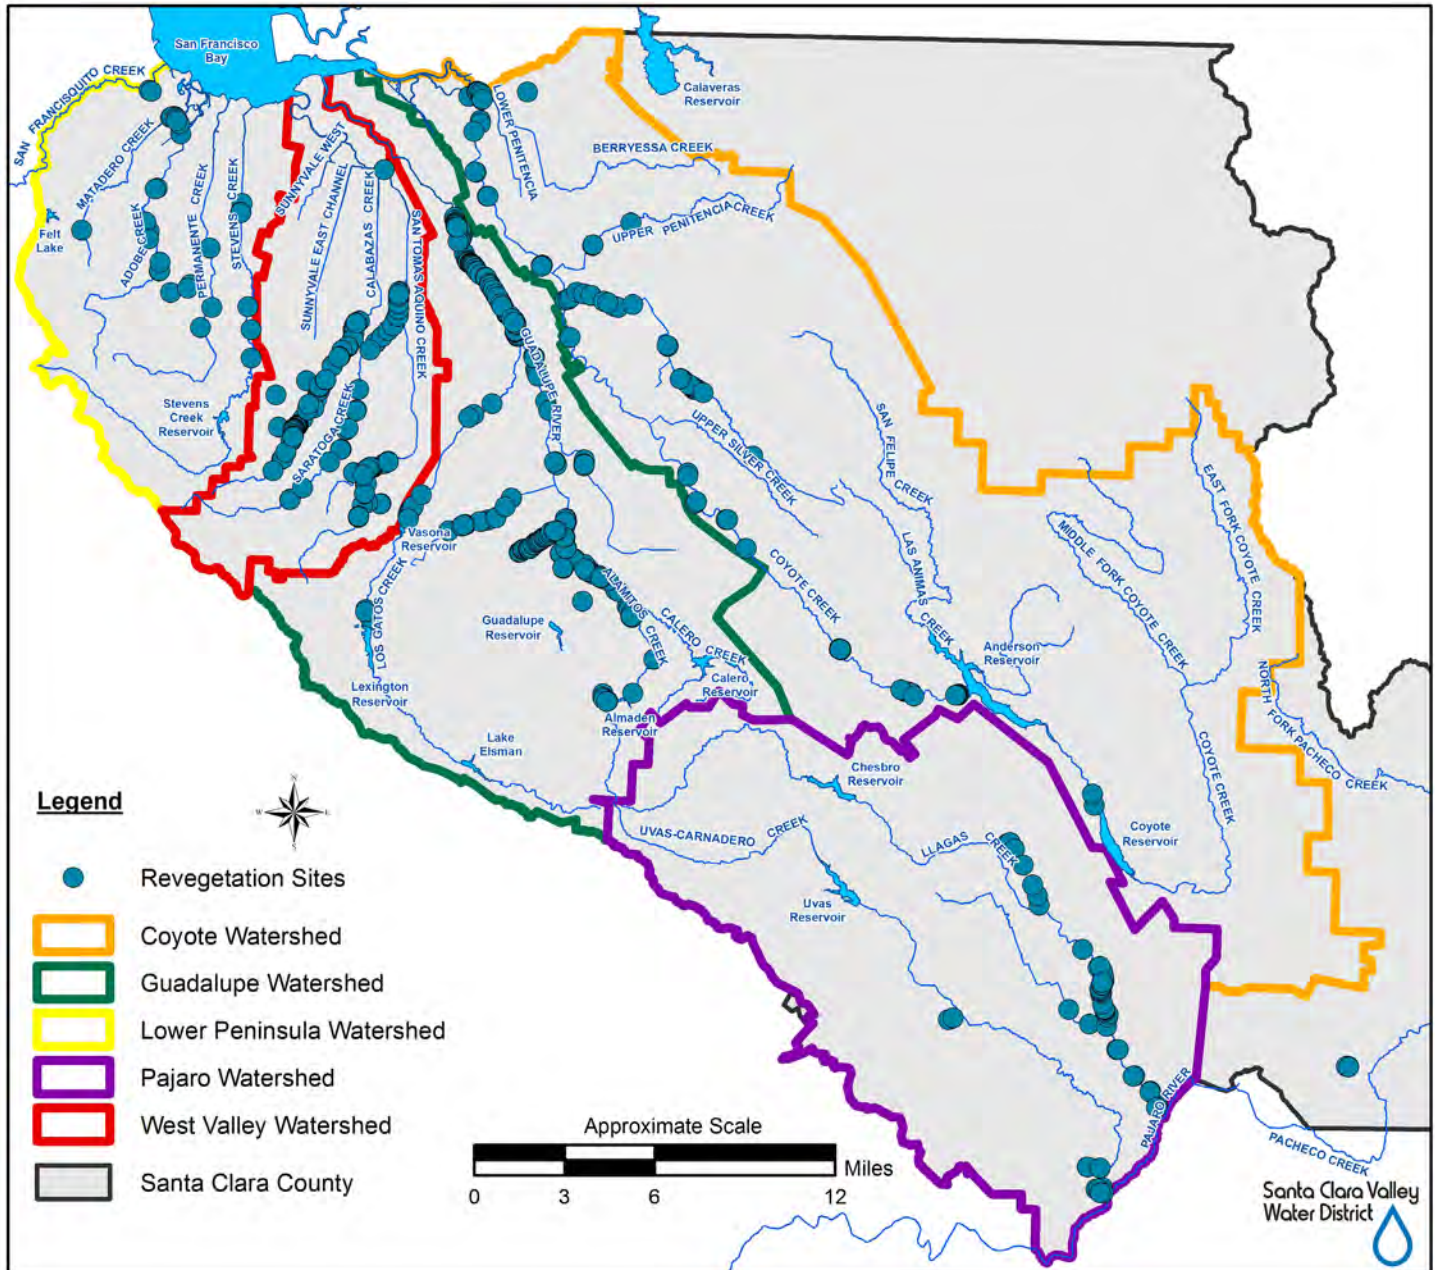 San Francisco
Bay
SAN FRANCISQUITO CREEK
MATADERO CREEK
Felt
Lake
ADOBE CREEK
PERMANENTE CREEK
STEVENS CREEK
SUNNYVALE WEST
SUNNYVALE EAST CHANNEL
CALABAZAS CREEK
SAN TOMAS AQUINO CREEK
SARATOGA CREEK
Stevens
Creek
Reservoir
LOWER PENITENCIA
BERRYESSA CREEK
Calaveras
Reservoir
UPPER PENITENCIA CREEK
GUADALUPE RIVER
UPPER SILVER CREEK
SAN FELIPE CREEK
LAS ANIMAS CREEK
EAST FORK COYOTE CREEK
MIDDLE FORK COYOTE CREEK
Vasona
Reservoir
LOS GATOS CREEK
COYOTE CREEK
ALAMITOS CREEK
CALERO CREEK
Guadalupe
Reservoir
Anderson
Reservoir
Lexington
Reservoir
Calero
Reservoir
Almaden
Reservoir
Lake
Elsman
NORTH FORK PACHECO CREEK
COYOTE CREEK
Chesbro
Reservoir
Coyote
Reservoir
UVAS-CARNADERO CREEK
LLAGAS CREEK
Uvas
Reservoir
PAJARO RIVER
PACHECO CREEK
Legend
N
W
E
S
Revegetation Sites
Coyote Watershed
Guadalupe Watershed
Lower Peninsula Watershed
Pajaro Watershed
West Valley Watershed
Santa Clara County
Approximate Scale
Miles
0 3 6 12
Santa Clara Valley
Water District